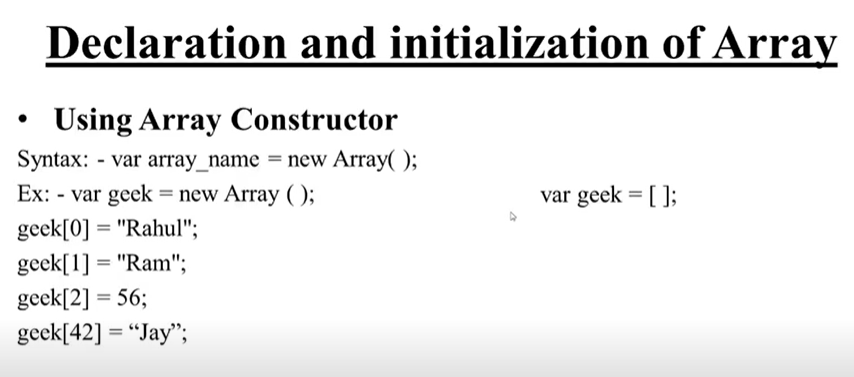 Declaration and initialization of Array
• Using Array Constructor
Syntax: - var array_name = new Array( );
Ex: - var geek = new Array ( );
var geek = [ ];
geek[0] = "Rahul";
geek[1] = "Ram";
geek[2] = 56;
geek[42] = “Jay”;